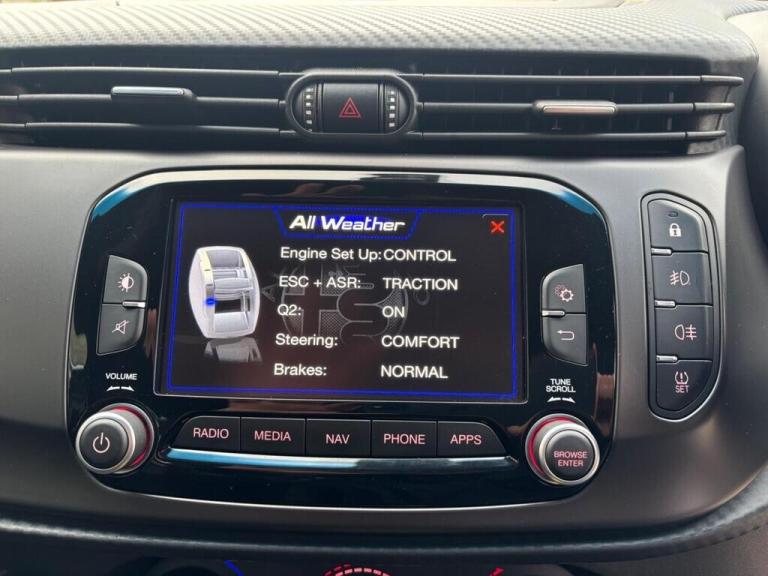 All Weather
Engine Set Up: CONTROL
ESC + ASR: TRACTION
Q2: ON
Steering: COMFORT
Brakes: NORMAL
VOLUME
TUNE
SCROLL
SET
RADIO MEDIA NAV PHONE APPS
BROWSE
ENTER